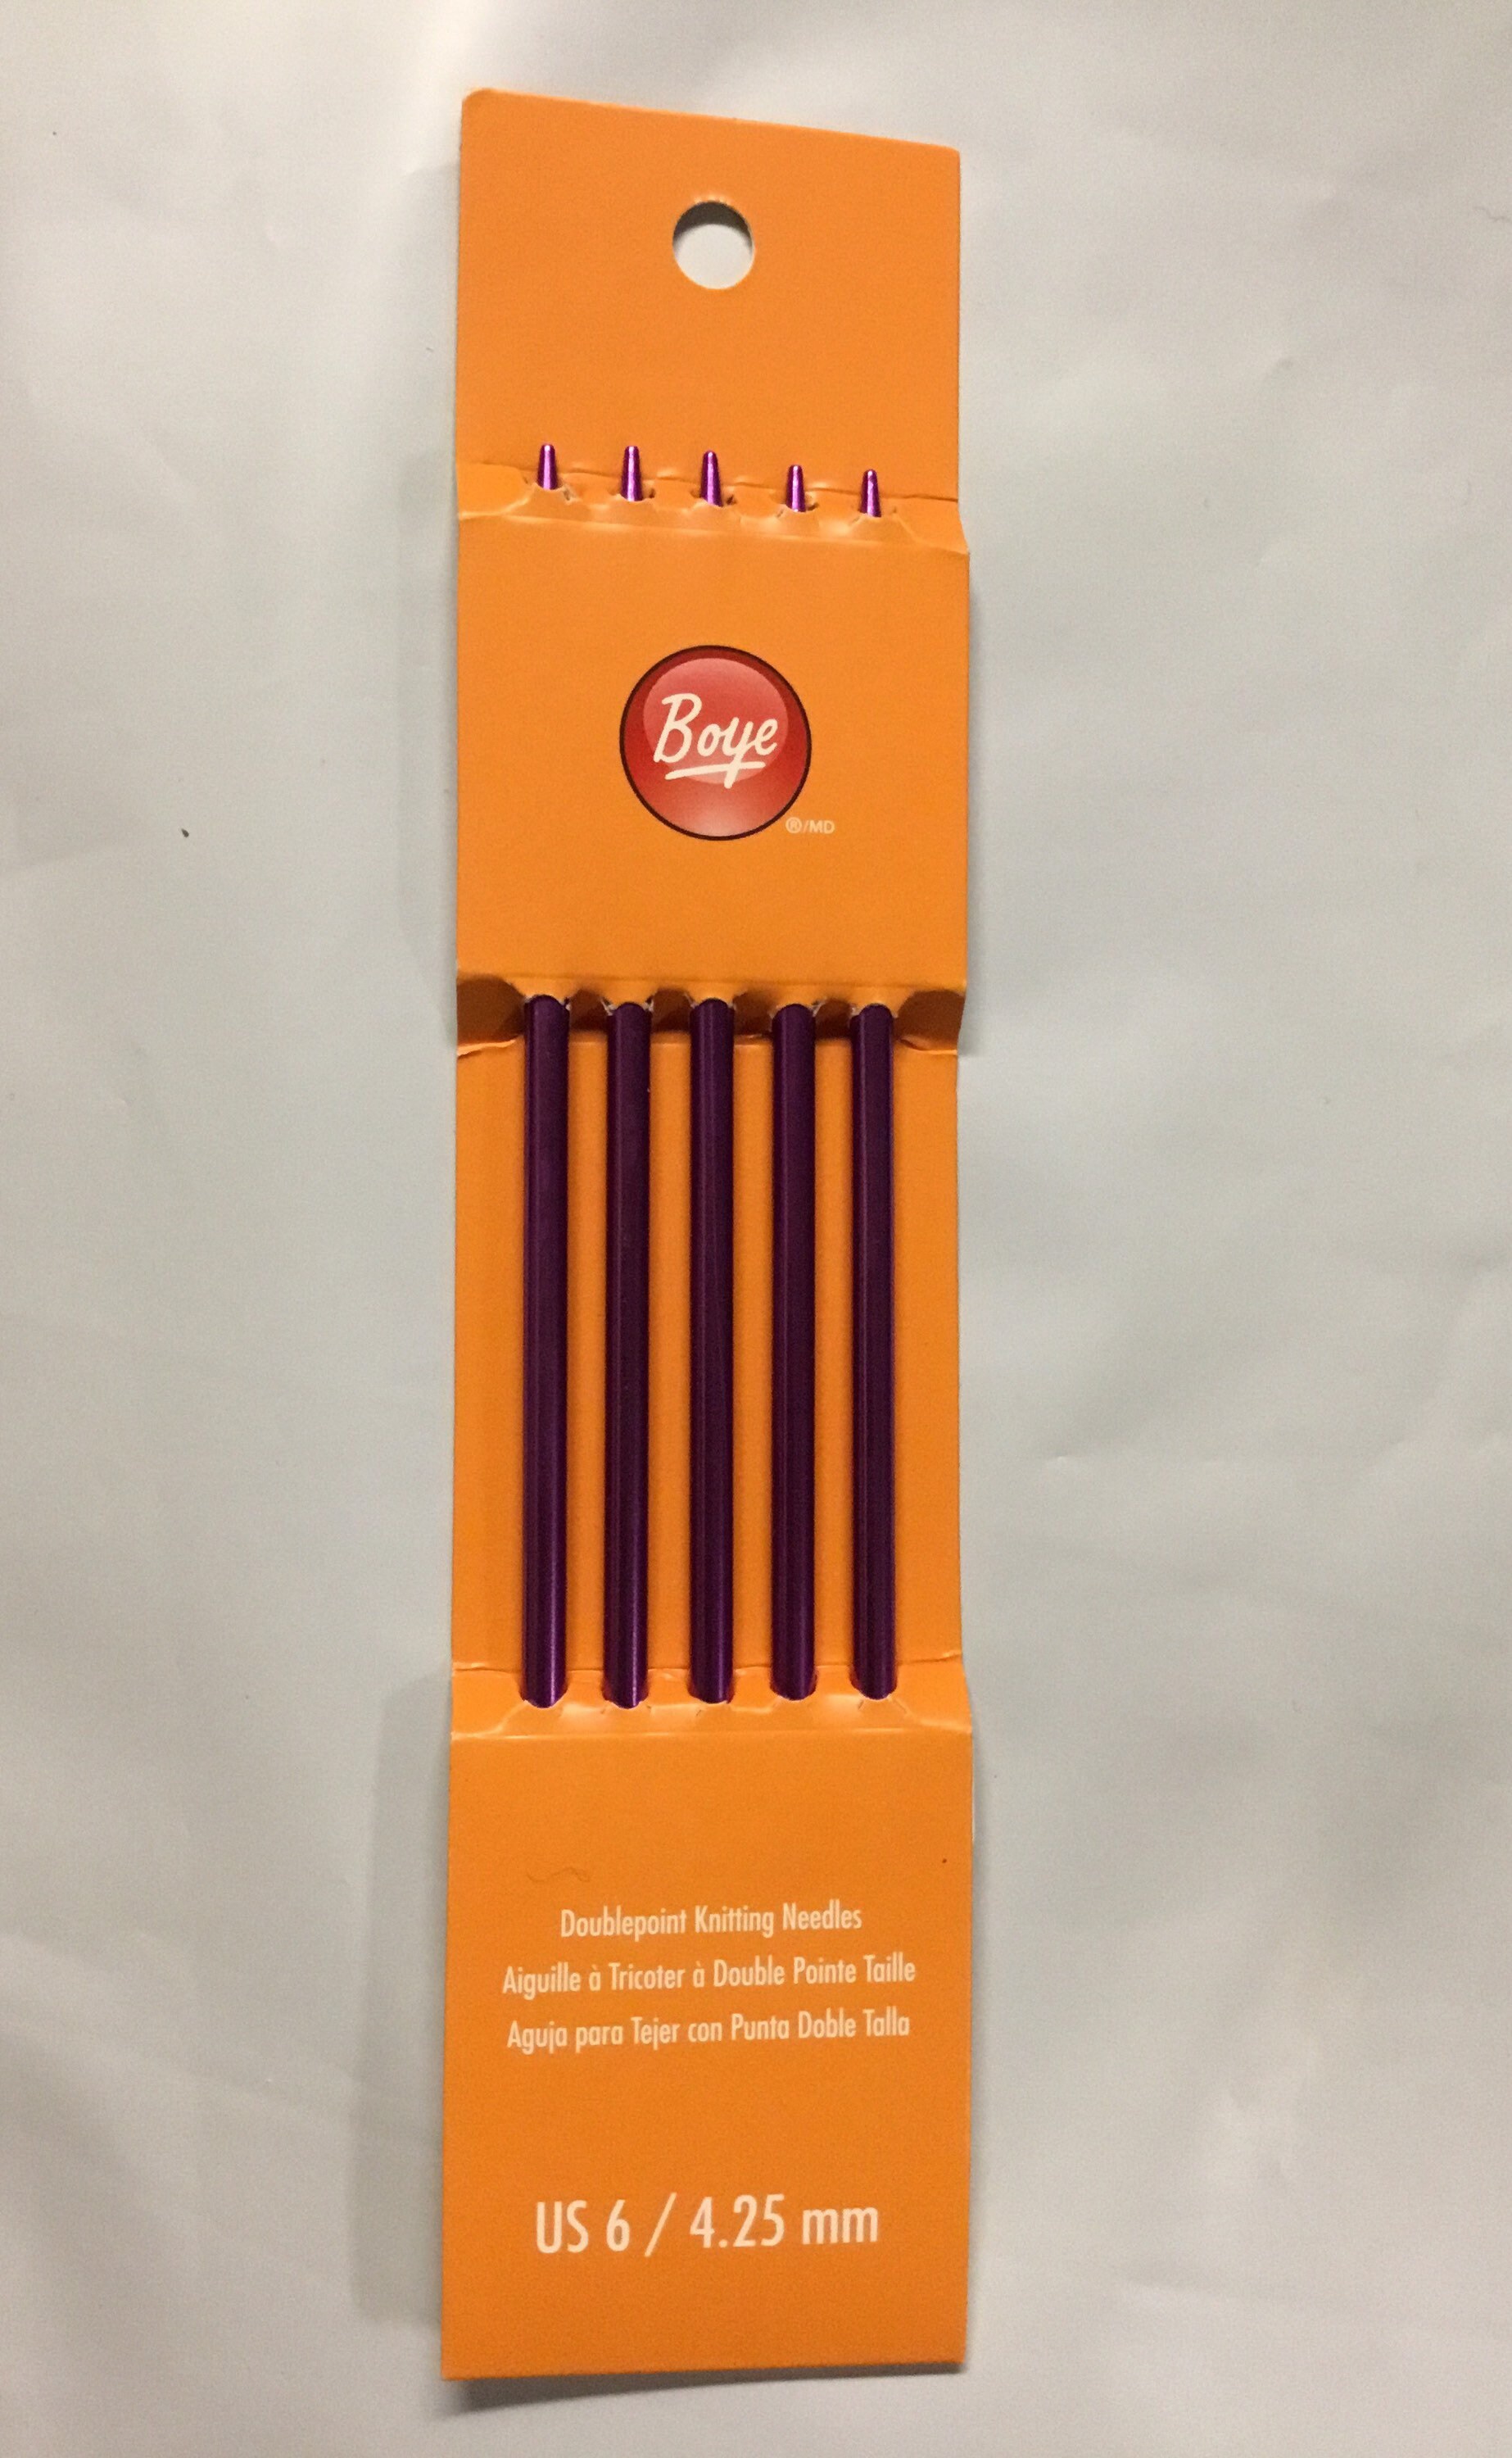 Boye
®/MD
Doublepoint Knitting Needles
Aiguille à Tricoter à Double Pointe Taille
Aguja para Tejer con Punta Doble Talla
US 6 / 4.25 mm